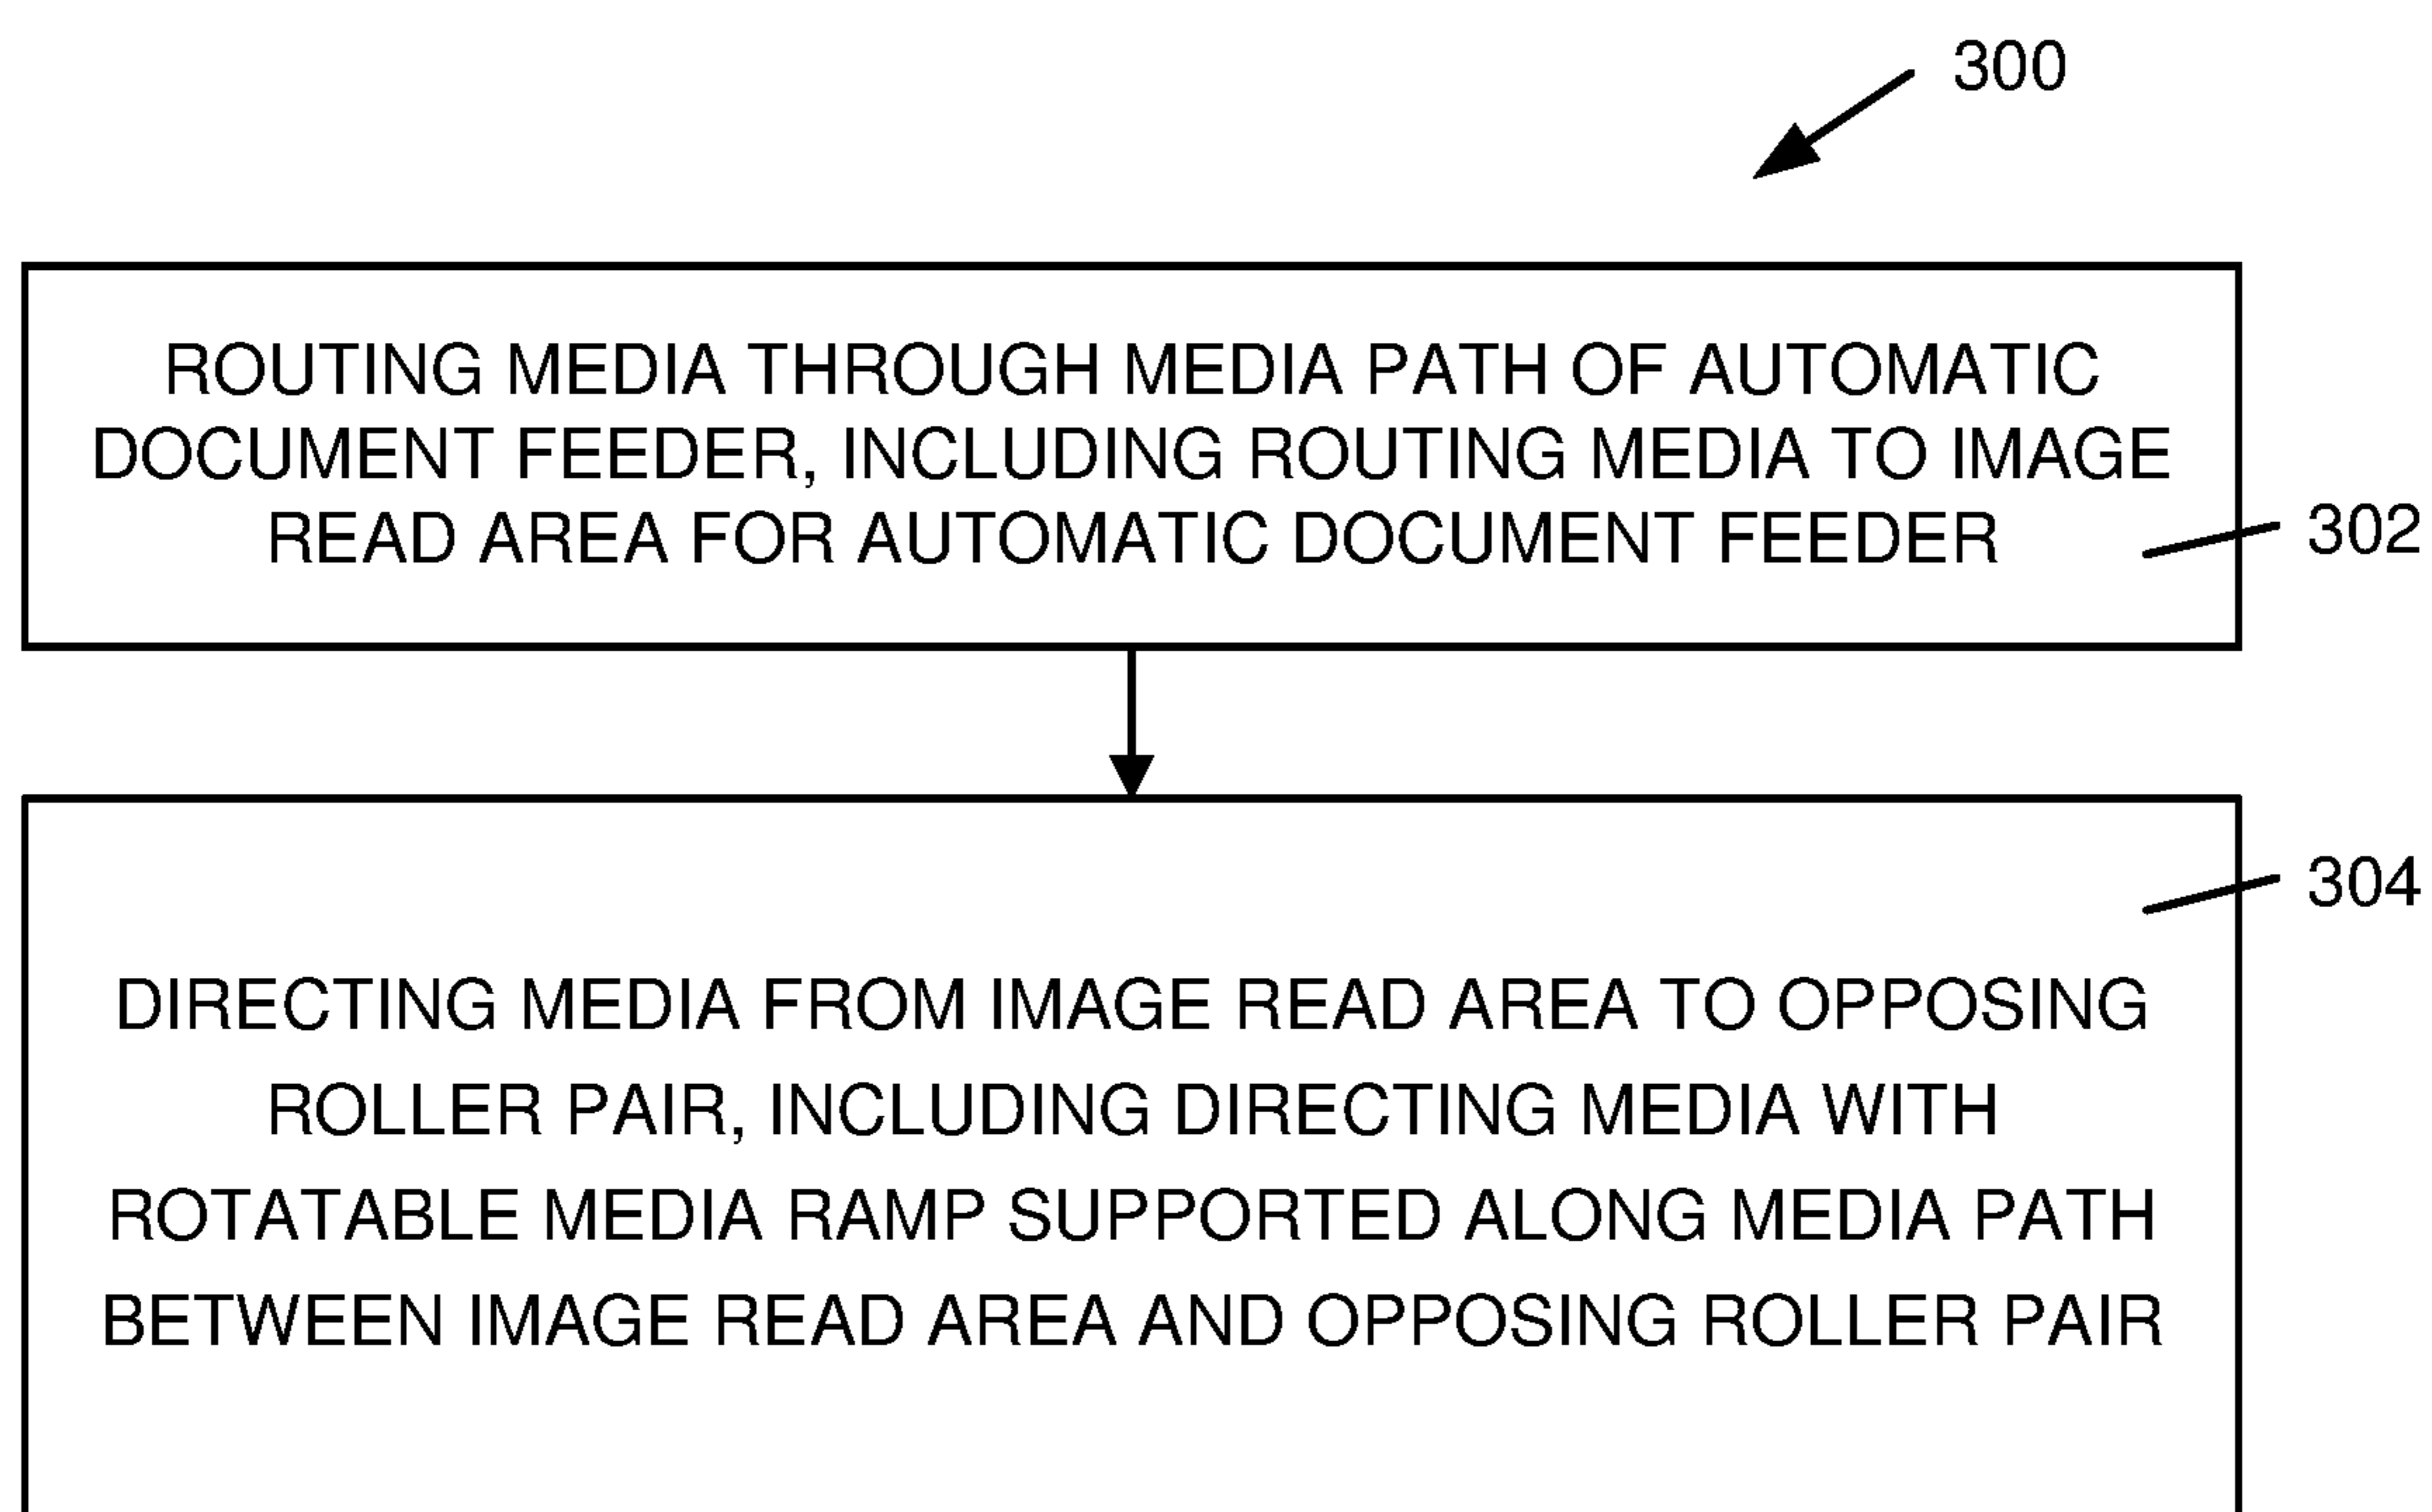 300
ROUTING MEDIA THROUGH MEDIA PATH OF AUTOMATIC
DOCUMENT FEEDER, INCLUDING ROUTING MEDIA TO IMAGE
READ AREA FOR AUTOMATIC DOCUMENT FEEDER
302
304
DIRECTING MEDIA FROM IMAGE READ AREA TO OPPOSING
ROLLER PAIR, INCLUDING DIRECTING MEDIA WITH
ROTATABLE MEDIA RAMP SUPPORTED ALONG MEDIA PATH
BETWEEN IMAGE READ AREA AND OPPOSING ROLLER PAIR